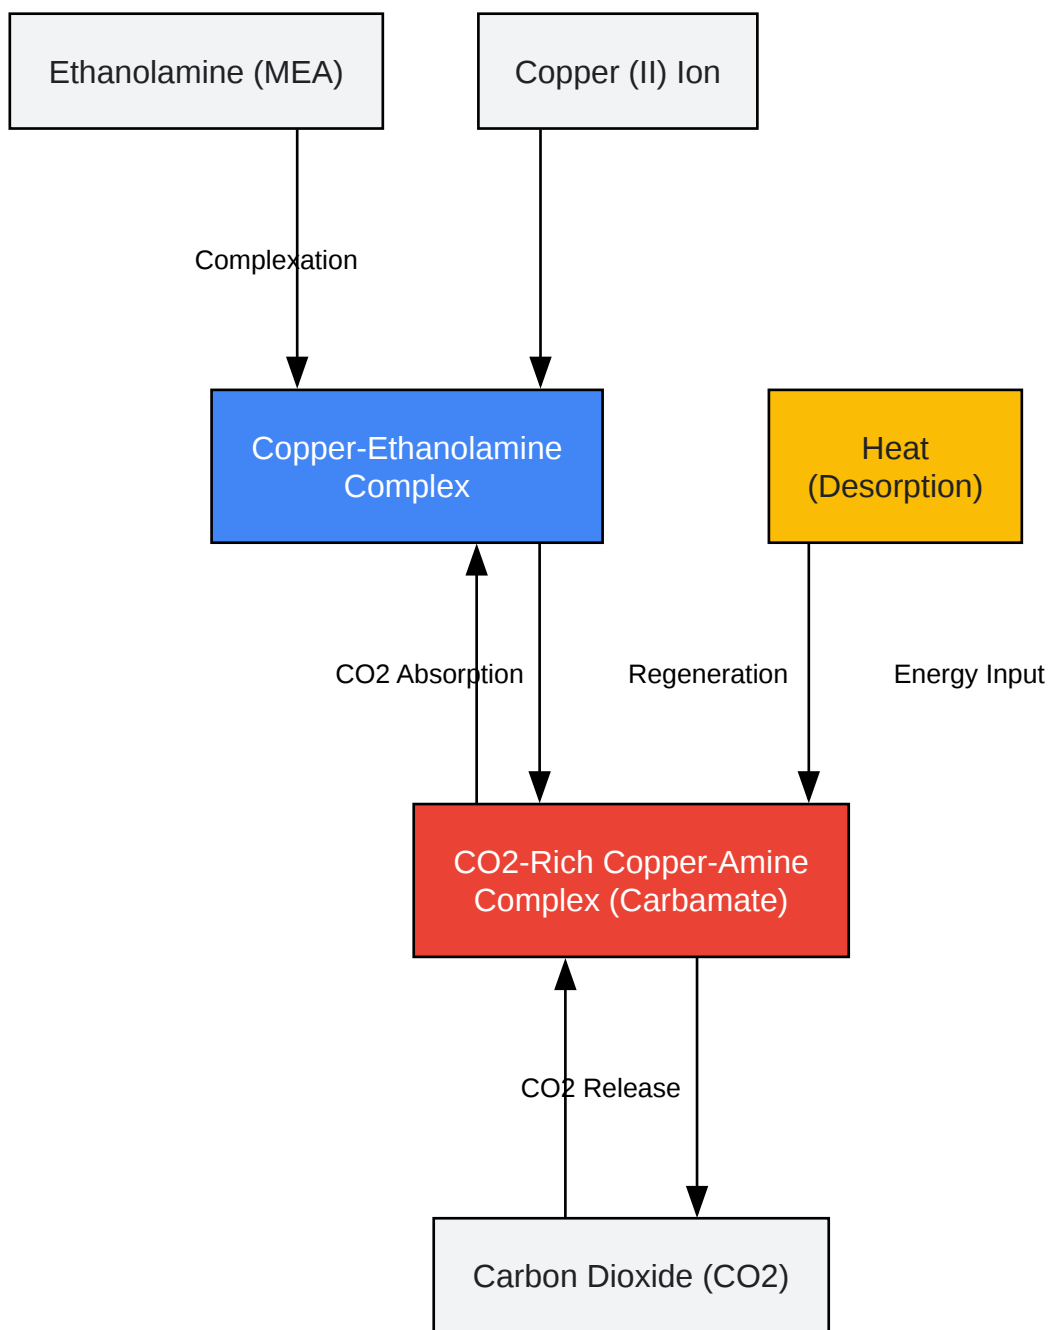 Ethanolamine (MEA)
Copper (II) Ion
Complexation
Copper-Ethanolamine
Complex
Heat
(Desorption)
CO2 Absorption
Regeneration
Energy Input
CO2-Rich Copper-Amine
Complex (Carbamate)
CO2 Release
Carbon Dioxide (CO2)